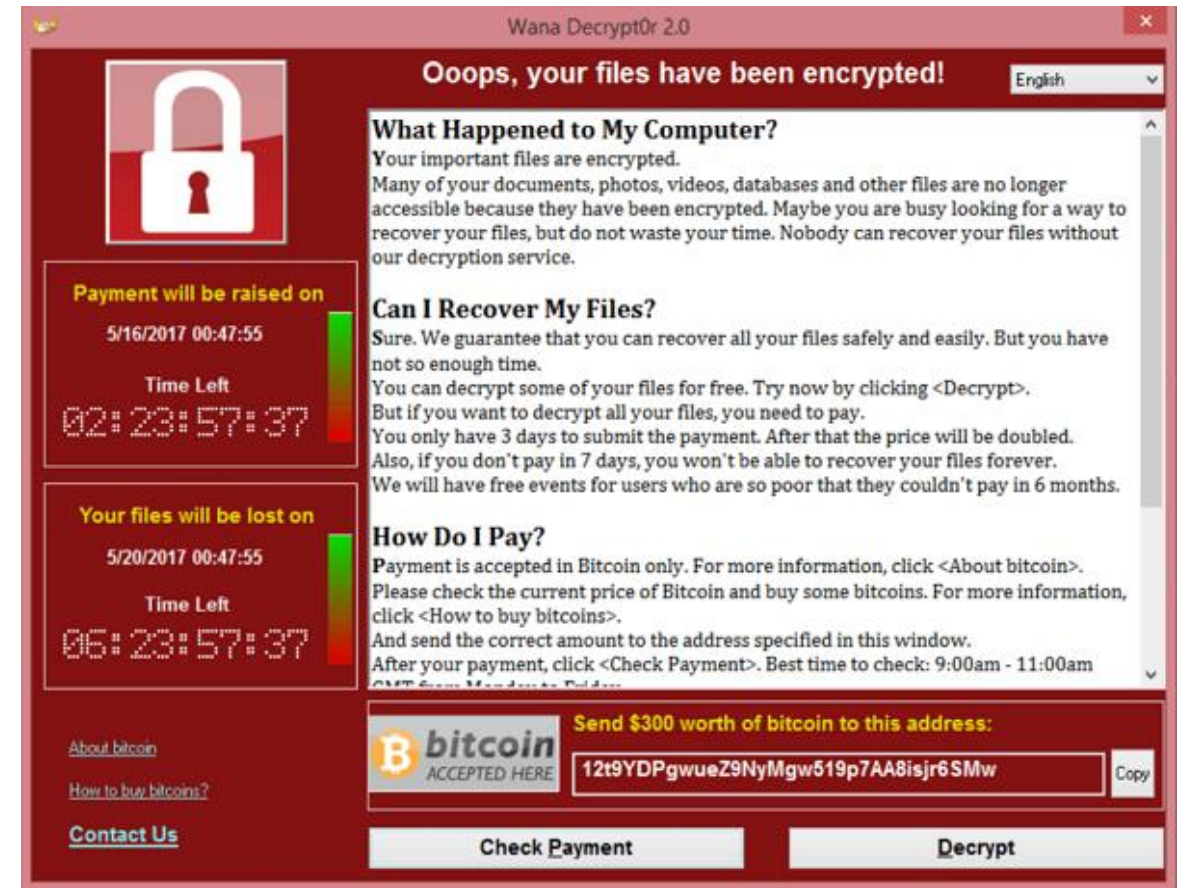 Wana Decrypt0r 2.0
Ooops, your files have been encrypted!
English
What Happened to My Computer?
Your important files are encrypted.
Many of your documents, photos, videos, databases and other files are no longer
accessible because they have been encrypted. Maybe you are busy looking for a way to
recover your files, but do not waste your time. Nobody can recover your files without
our decryption service.
Can I Recover My Files?
Sure. We guarantee that you can recover all your files safely and easily. But you have
not so enough time.
You can decrypt some of your files for free. Try now by clicking <Decrypt>.
But if you want to decrypt all your files, you need to pay.
You only have 3 days to submit the payment. After that the price will be doubled.
Also, if you don't pay in 7 days, you won't be able to recover your files forever.
We will have free events for users who are so poor that they couldn't pay in 6 months.
How Do I Pay?
Payment is accepted in Bitcoin only. For more information, click <About bitcoin>.
Please check the current price of Bitcoin and buy some bitcoins. For more information,
click <How to buy bitcoins>.
And send the correct amount to the address specified in this window.
After your payment, click <Check Payment>. Best time to check: 9:00am - 11:00am
GMT from Monday to Friday
Payment will be raised on
5/16/2017 00:47:55
Time Left
02:23:57:37
Your files will be lost on
5/20/2017 00:47:55
Time Left
06:23:57:37
About bitcoin
How to buy bitcoins?
Contact Us
bitcoin
ACCEPTED HERE
Send $300 worth of bitcoin to this address:
12t9YDPgwueZ9NyMgw519p7AA8isjr6SMw
Copy
Check Payment
Decrypt